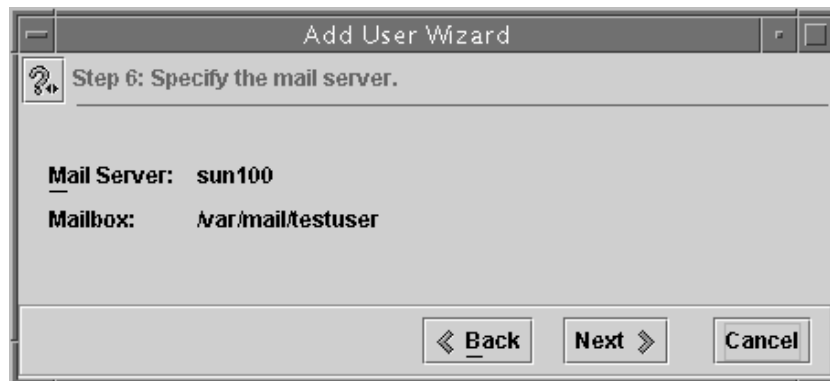 Add User Wizard
Step 6: Specify the mail server.
Mail Server: sun100
Mailbox: /var/mail/testuser
Back Next Cancel